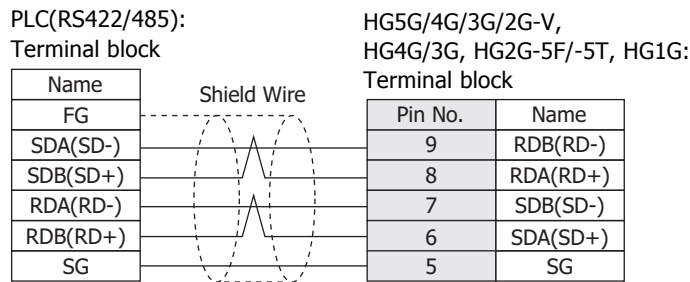 PLC(RS422/485):
Terminal block
HG5G/4G/3G/2G-V,
HG4G/3G, HG2G-5F/-5T, HG1G:
Terminal block
Shield Wire
Name
FG
SDA(SD-)
SDB(SD+)
RDA(RD-)
RDB(RD+)
SG
Pin No. Name
9 RDB(RD-)
8 RDA(RD+)
7 SDB(SD-)
6 SDA(SD+)
5 SG